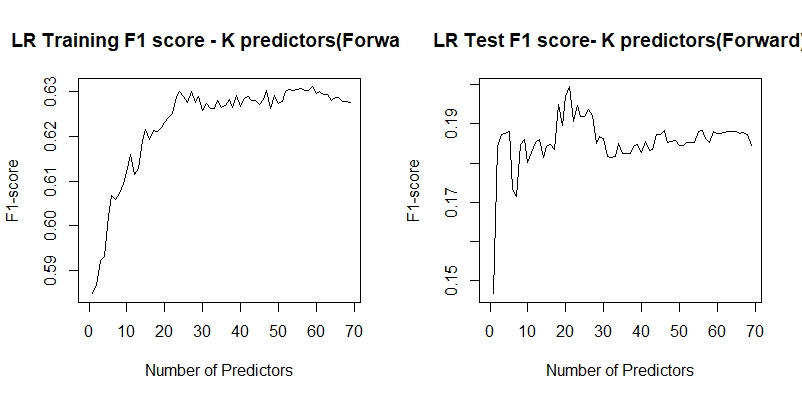 LR Training F1 score - K predictors(Forwa
F1-score
0.63
0.62
0.61
0.60
0.59
0 10 20 30 40 50 60 70
Number of Predictors
LR Test F1 score- K predictors(Forward)
F1-score
0.19
0.17
0.15
0 10 20 30 40 50 60 70
Number of Predictors